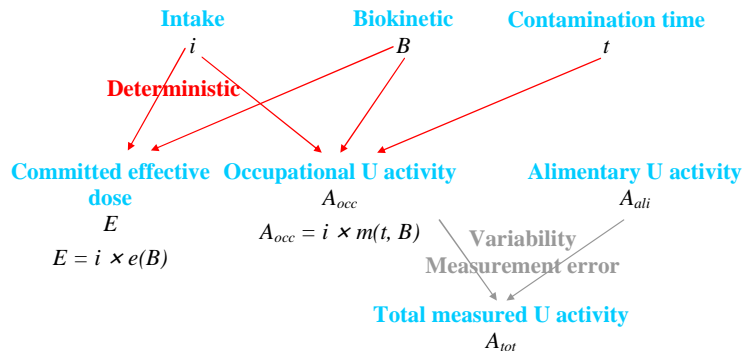 Intake
Biokinetic
Contamination time
i
B
t
Deterministic
Committed effective
dose
E
E = i × e(B)
Occupational U activity
A_occ
A_occ = i × m(t, B)
Alimentary U activity
A_ali
Variability
Measurement error
Total measured U activity
A_tot